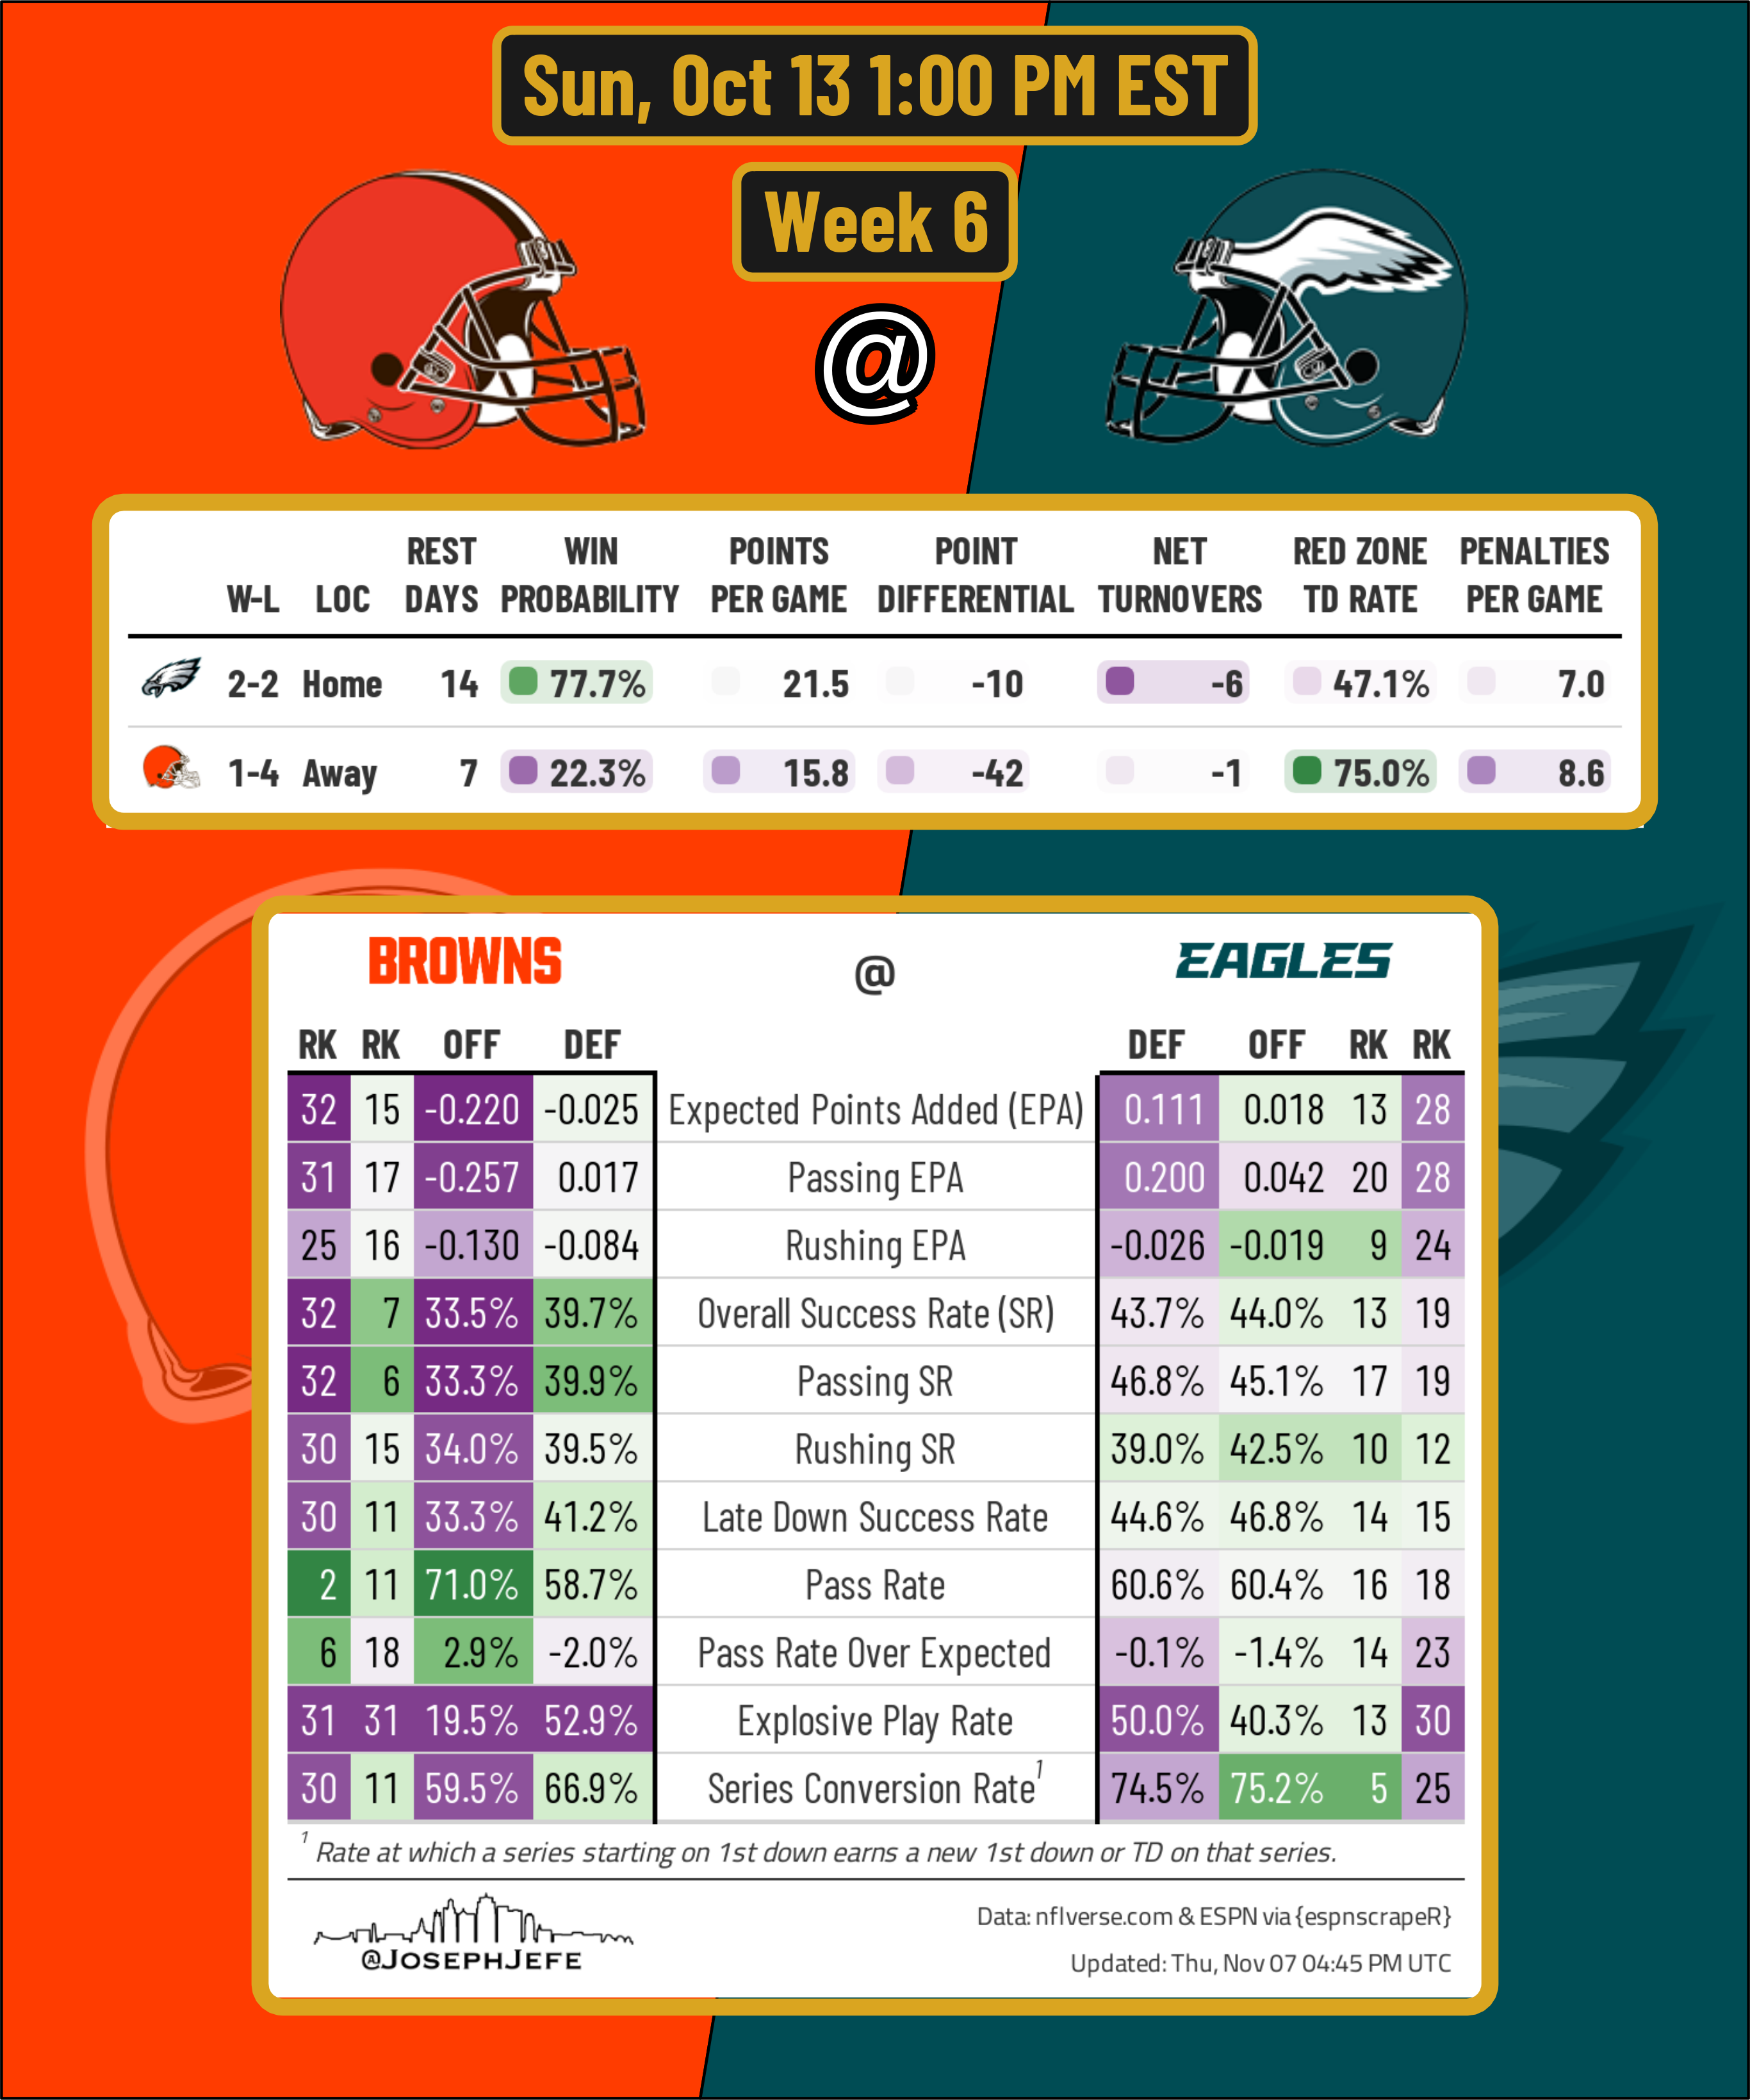 Sun, Oct 13 1:00 PM EST
Week 6
@
REST WIN POINTS POINT NET RED ZONE PENALTIES
W-L LOC DAYS PROBABILITY PER GAME DIFFERENTIAL TURNOVERS TD RATE PER GAME
2-2 Home 14 77.7% 21.5 -10 -6 47.1% 7.0
1-4 Away 7 22.3% 15.8 -42 -1 75.0% 8.6
BROWNS @ EAGLES
RK RK OFF DEF DEF OFF RK RK
32 15 -0.220 -0.025 Expected Points Added (EPA) 0.111 0.018 13 28
31 17 -0.257 0.017 Passing EPA 0.200 0.042 20 28
25 16 -0.130 -0.084 Rushing EPA -0.026 -0.019 9 24
32 7 33.5% 39.7% Overall Success Rate (SR) 43.7% 44.0% 13 19
32 6 33.3% 39.9% Passing SR 46.8% 45.1% 17 19
30 15 34.0% 39.5% Rushing SR 39.0% 42.5% 10 12
30 11 33.3% 41.2% Late Down Success Rate 44.6% 46.8% 14 15
2 11 71.0% 58.7% Pass Rate 60.6% 60.4% 16 18
6 18 2.9% -2.0% Pass Rate Over Expected -0.1% -1.4% 14 23
31 31 19.5% 52.9% Explosive Play Rate 50.0% 40.3% 13 30
30 11 59.5% 66.9% Series Conversion Rate¹ 74.5% 75.2% 5 25
¹ Rate at which a series starting on 1st down earns a new 1st down or TD on that series.
Data: nflverse.com & ESPN via {espnscrapeR}
@JOSEPHJEFE
Updated: Thu, Nov 07 04:45 PM UTC